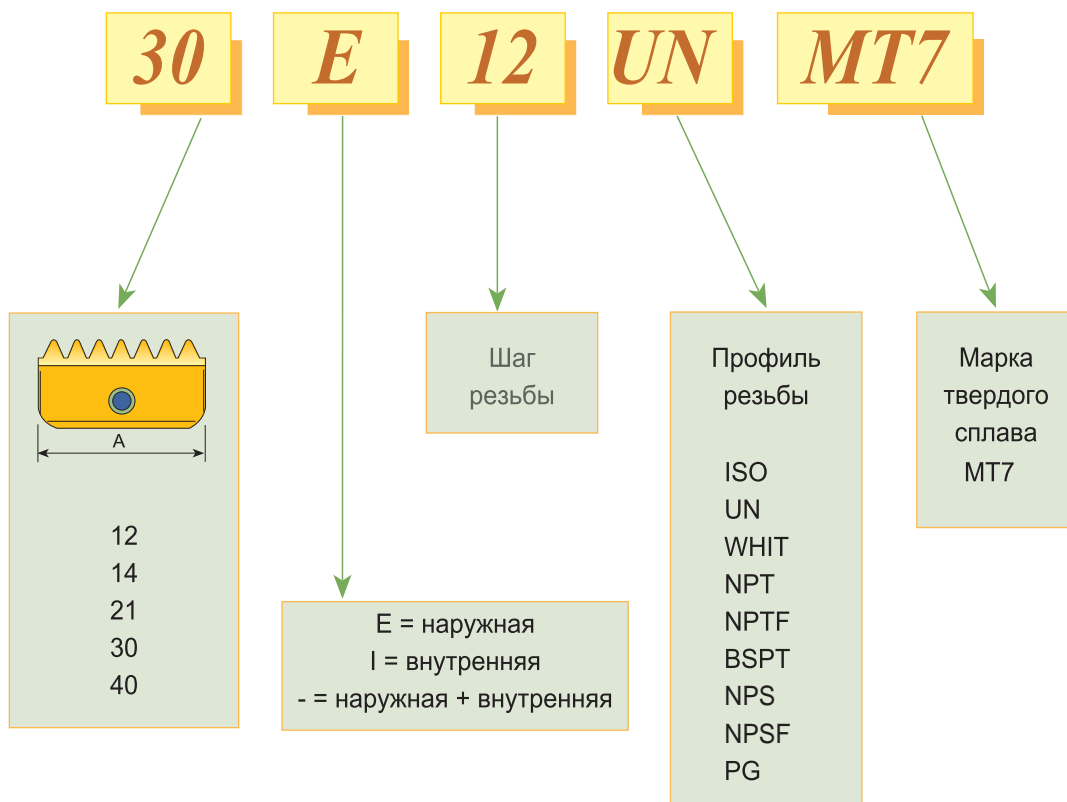 30 E 12 UN MT7
A
12
14
21
30
40
E = наружная
I = внутренняя
- = наружная + внутренняя
Шаг
резьбы
Профиль
резьбы
ISO
UN
WHIT
NPT
NPTF
BSPT
NPS
NPSF
PG
Марка
твердого
сплава
MT7